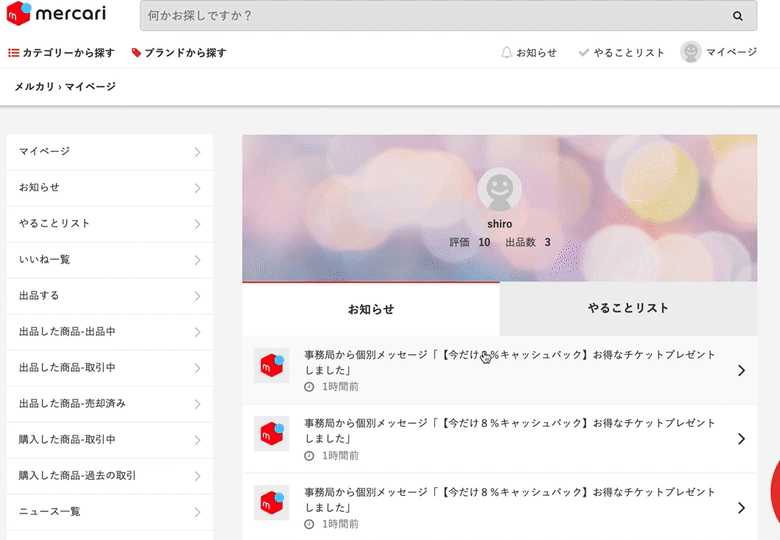 mercari
何かお探しですか？
カテゴリーから探す
ブランドから探す
お知らせ
やることリスト
マイページ
メルカリ › マイページ
マイページ
お知らせ
やることリスト
いいね一覧
出品する
出品した商品-出品中
出品した商品-取引中
出品した商品-売却済み
購入した商品-取引中
購入した商品-過去の取引
ニュース一覧
shiro
評価 10 出品数 3
お知らせ
やることリスト
事務局から個別メッセージ「【今だけ８％キャッシュバック】お得なチケットプレゼント
しました」
1時間前
事務局から個別メッセージ「【今だけ８％キャッシュバック】お得なチケットプレゼント
しました」
1時間前
事務局から個別メッセージ「【今だけ８％キャッシュバック】お得なチケットプレゼント
しました」
1時間前